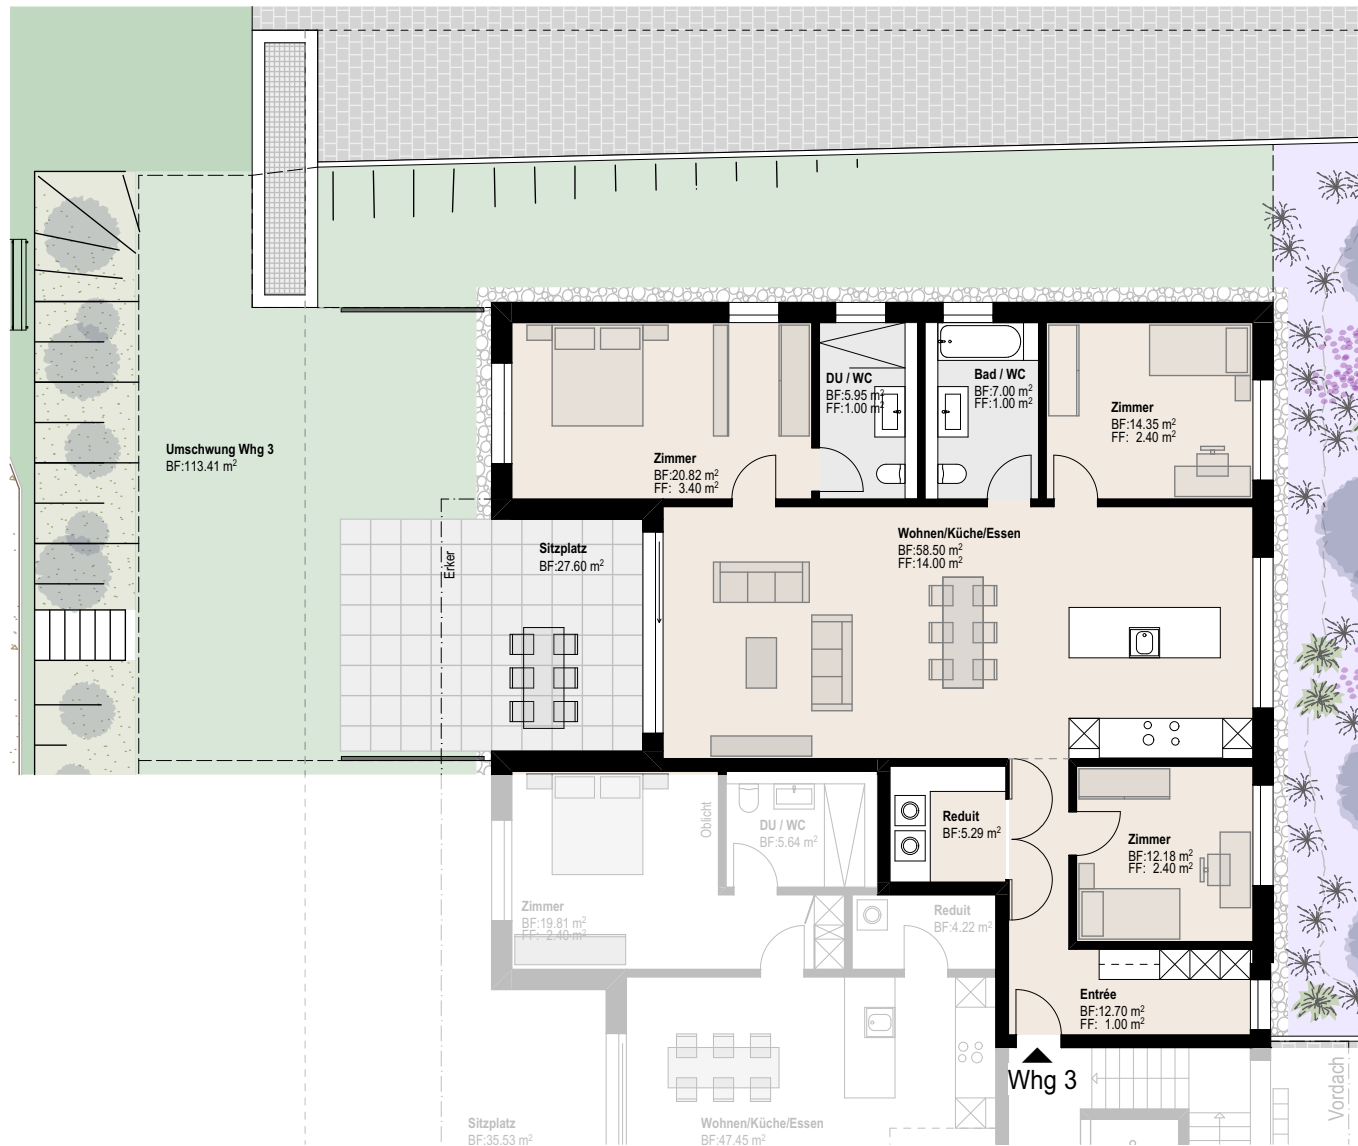 DU / WC
BF:5.95 m²
FF:1.00 m²
Bad / WC
BF:7.00 m²
FF:1.00 m²
Zimmer
BF:14.35 m²
FF: 2.40 m²
Umschwung Whg 3
BF:113.41 m²
Zimmer
BF:20.82 m²
FF: 3.40 m²
Wohnen/Küche/Essen
BF:58.50 m²
FF:14.00 m²
Erker
Sitzplatz
BF:27.60 m²
Oblicht
DU / WC
BF:5.64 m²
Reduit
BF:5.29 m²
Zimmer
BF:12.18 m²
FF: 2.40 m²
Zimmer
BF:19.81 m²
FF: 2.40 m²
Reduit
BF:4.22 m²
Entrée
BF:12.70 m²
FF: 1.00 m²
Whg 3
Vordach
Sitzplatz
BF:35.53 m²
Wohnen/Küche/Essen
BF:47.45 m²